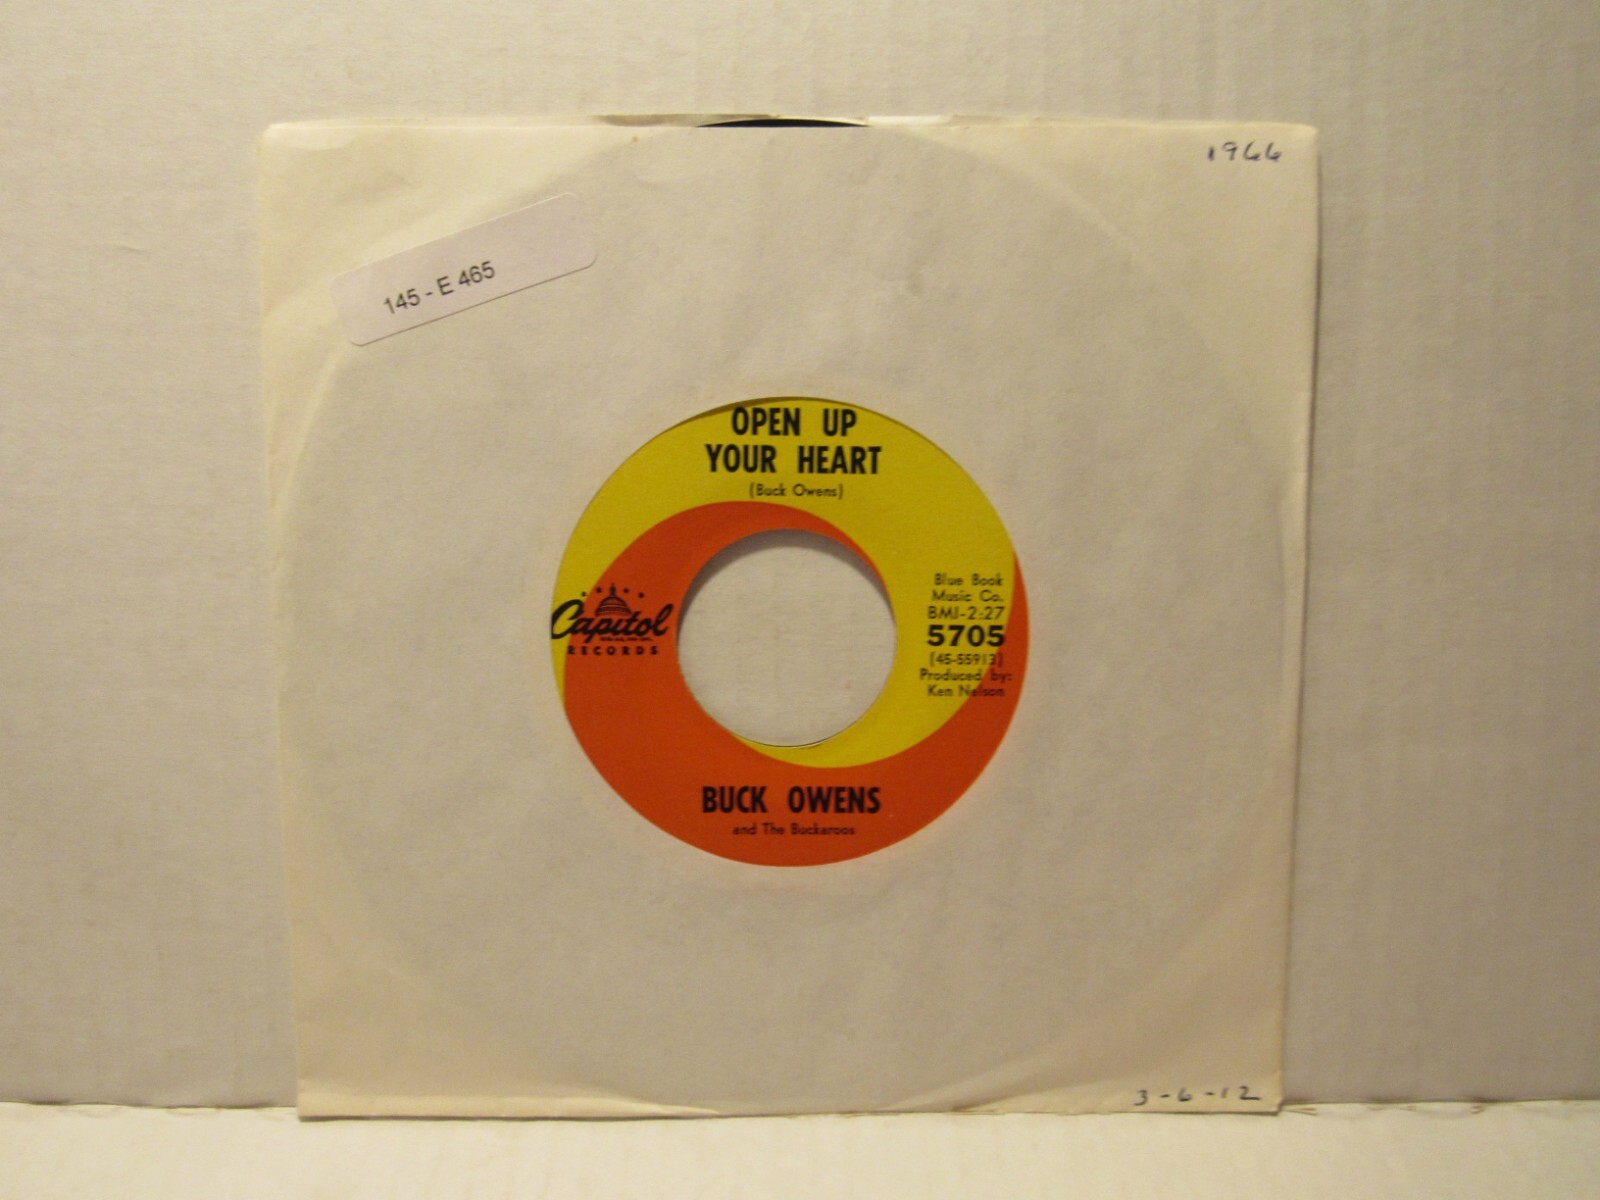 1966
145 - E 465
OPEN UP
YOUR HEART
(Buck Owens)
Blue Book
Music Co.
BMI-2:27
5705
(45-55913)
Produced by:
Ken Nelson
Capitol
RECORDS
BUCK OWENS
and The Buckaroos
3-6-12